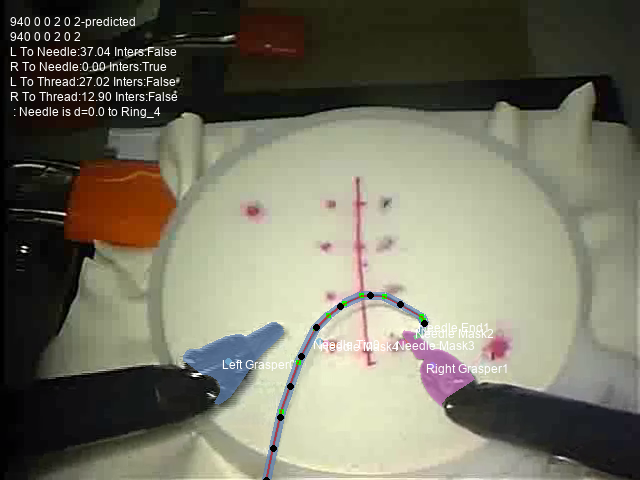 940 0 0 2 0 2-predicted
940 0 0 2 0 2
L To Needle:37.04 Inters:False
R To Needle:0.00 Inters:True
L To Thread:27.02 Inters:False
R To Thread:12.90 Inters:False
: Needle is d=0.0 to Ring_4
Needle End1
Needle Mask2
Needle Mask4
Needle Mask3
Left Grasper
Right Grasper1